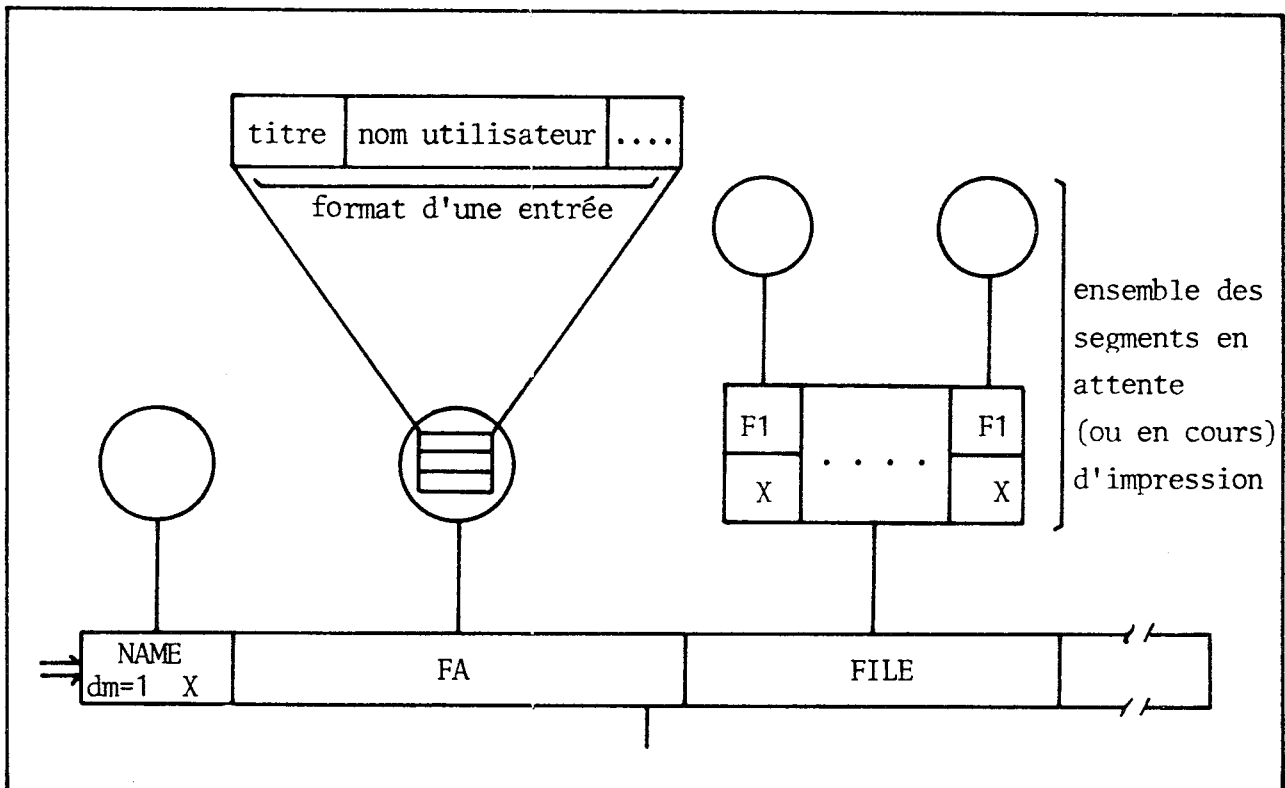 titre nom utilisateur ....
format d'une entrée
ensemble des
segments en
attente
(ou en cours)
d'impression
F1 .... F1
X X
NAME
dm=1 X
FA
FILE